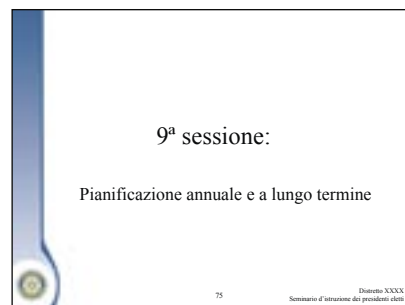 9ª sessione:
Pianificazione annuale e a lungo termine
75
Distretto XXXX
Seminario d'istruzione dei presidenti eletti